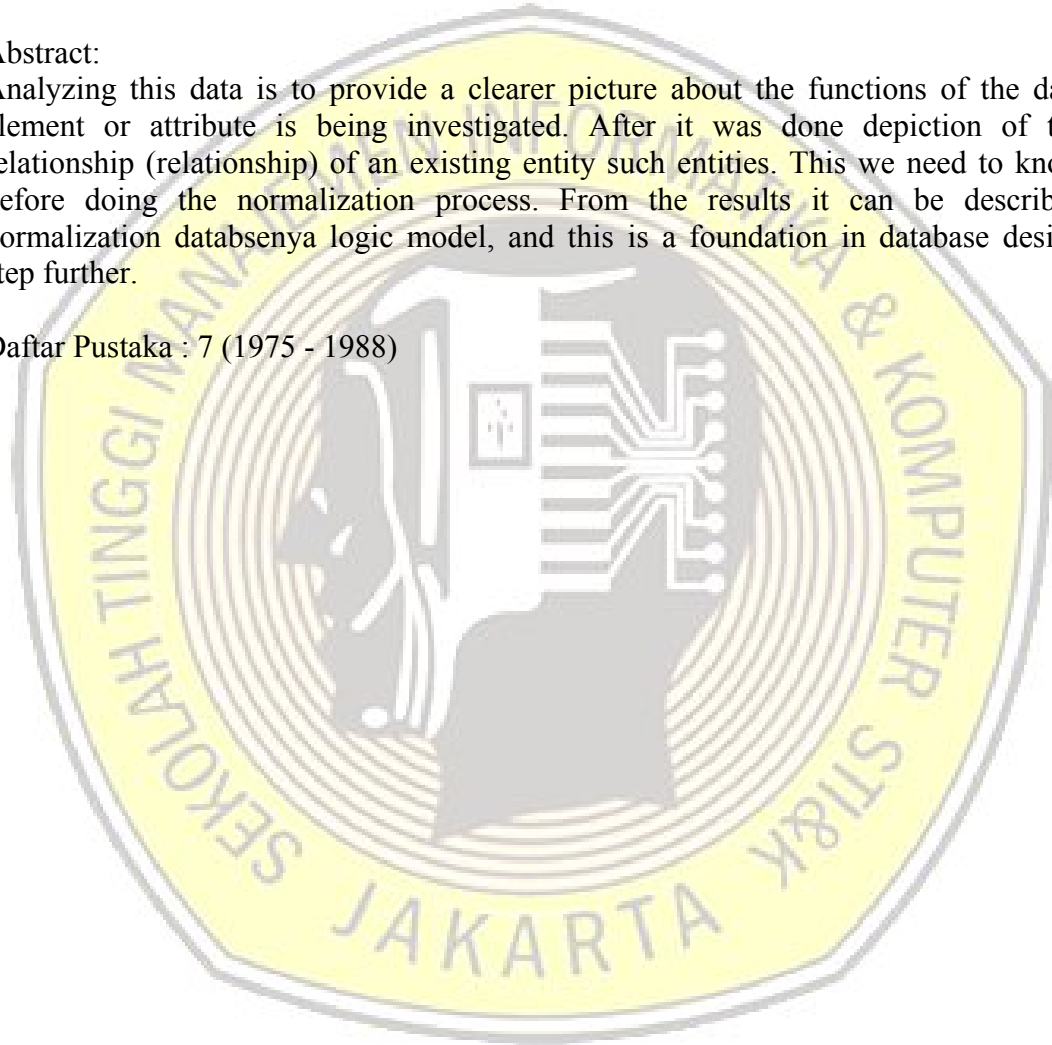 Abstract:
Analyzing this data is to provide a clearer picture about the functions of the da
element or attribute is being investigated. After it was done depiction of t
relationship (relationship) of an existing entity such entities. This we need to kno
before doing the normalization process. From the results it can be describ
normalization databsenya logic model, and this is a foundation in database desi
step further.
Daftar Pustaka : 7 (1975 - 1988)
SEKOLAH TINGGI MANAJEMEN INFORMATIKA & KOMPUTER STI&K
JAKARTA